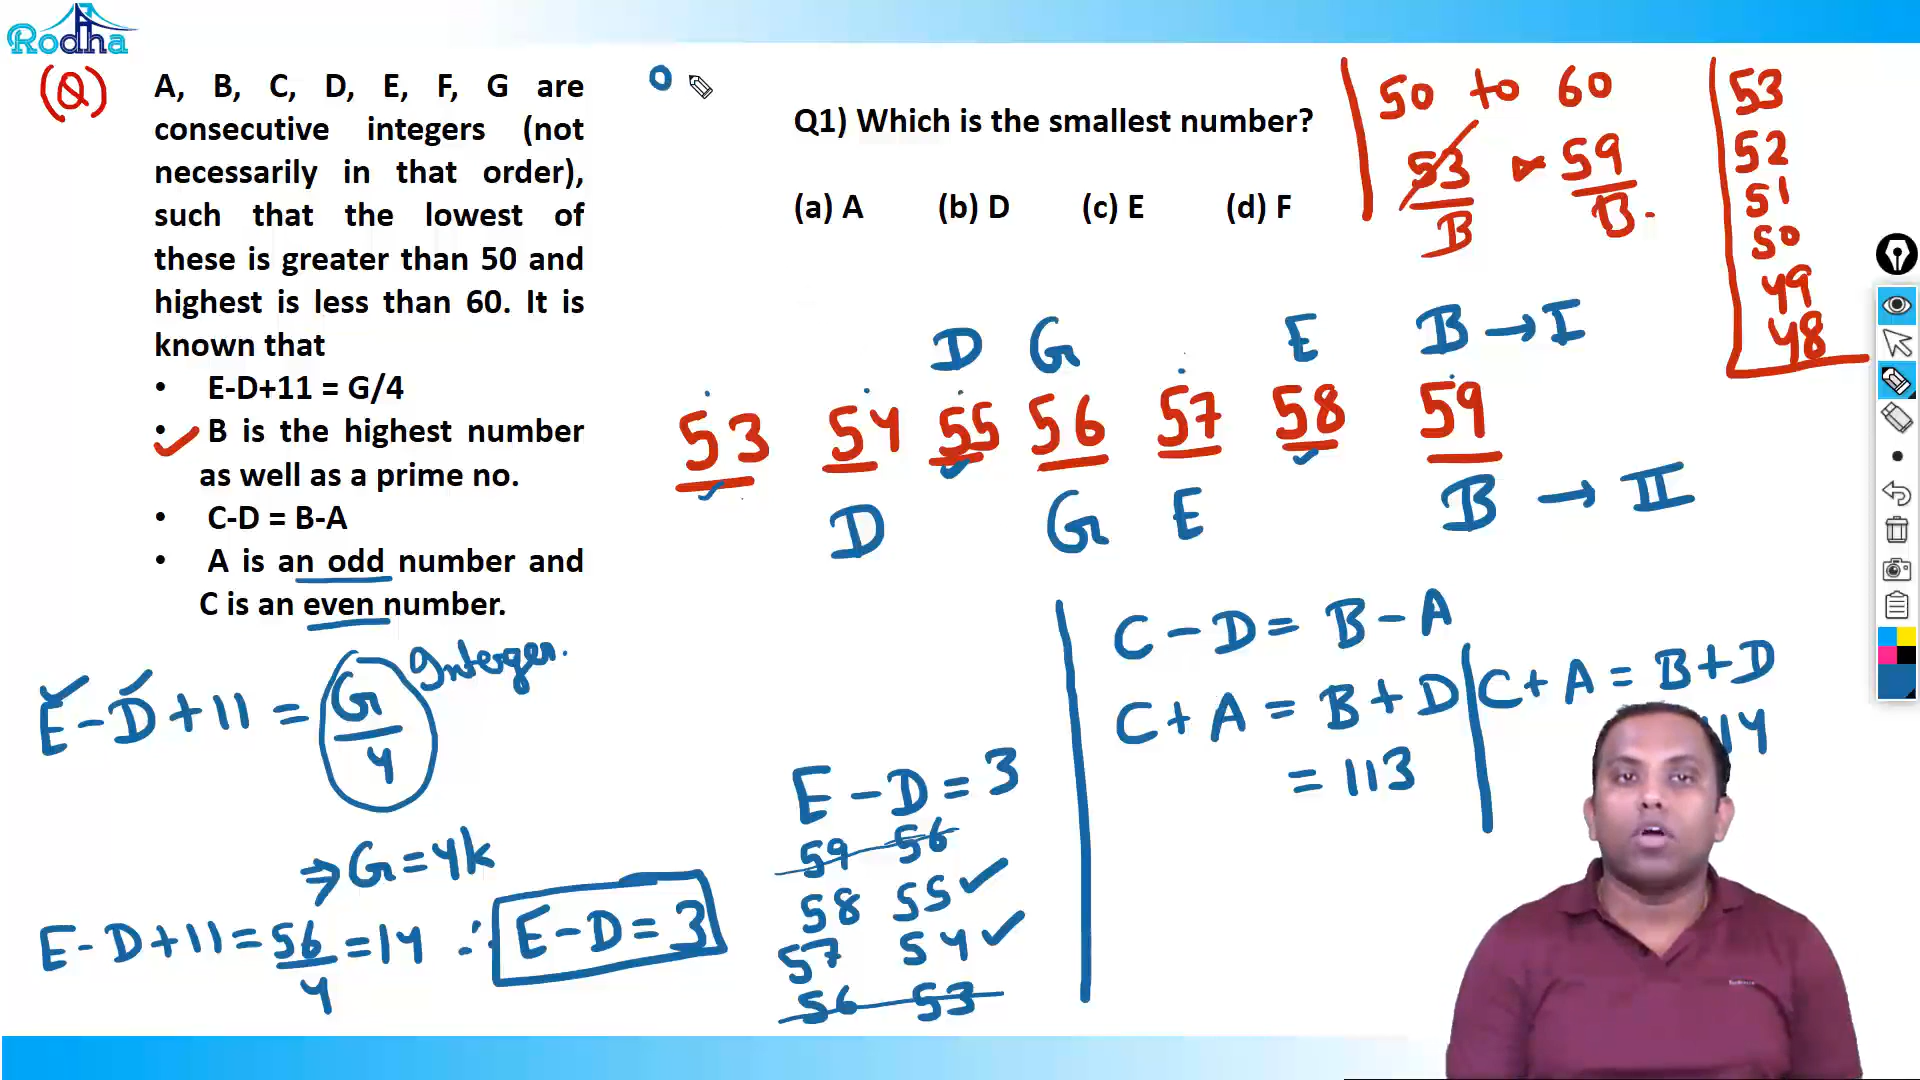 Rodha
(Q)
A, B, C, D, E, F, G are
consecutive integers (not
necessarily in that order),
such that the lowest of
these is greater than 50 and
highest is less than 60. It is
known that
• E-D+11 = G/4
• B is the highest number
as well as a prime no.
• C-D = B-A
• A is an odd number and
C is an even number.
E - D + 11 = G/4 Interger.
⇒ G = 4k
E - D + 11 = 56/4 = 14 ∴ E - D = 3
Q1) Which is the smallest number?
(a) A (b) D (c) E (d) F
50 to 60
53 59
B B.
53
52
51
50
49
48
D G E B → I
53 54 55 56 57 58 59
D G E B → II
E - D = 3
59 56
58 55
57 54
56 53
C - D = B - A
C + A = B + D
= 113
C + A = B + D
14